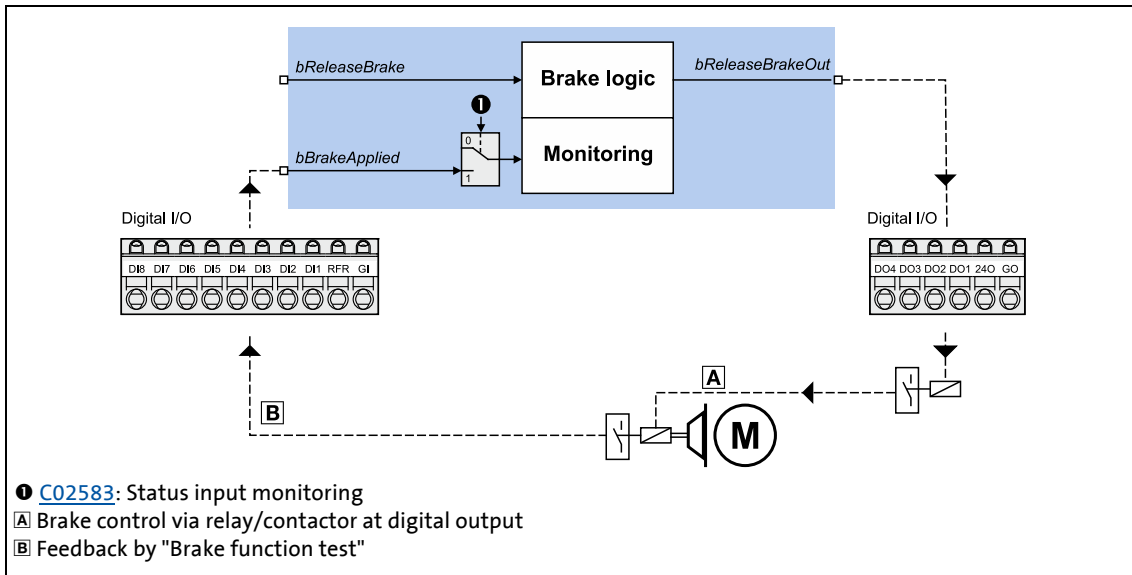 bReleaseBrake
Brake logic
bReleaseBrakeOut
❶
0
bBrakeApplied
1
Monitoring
Digital I/O
Digital I/O
DI8 DI7 DI6 DI5 DI4 DI3 DI2 DI1 RFR GI
DO4 DO3 DO2 DO1 24O GO
A
B
M
❶ C02583: Status input monitoring
A Brake control via relay/contactor at digital output
B Feedback by "Brake function test"